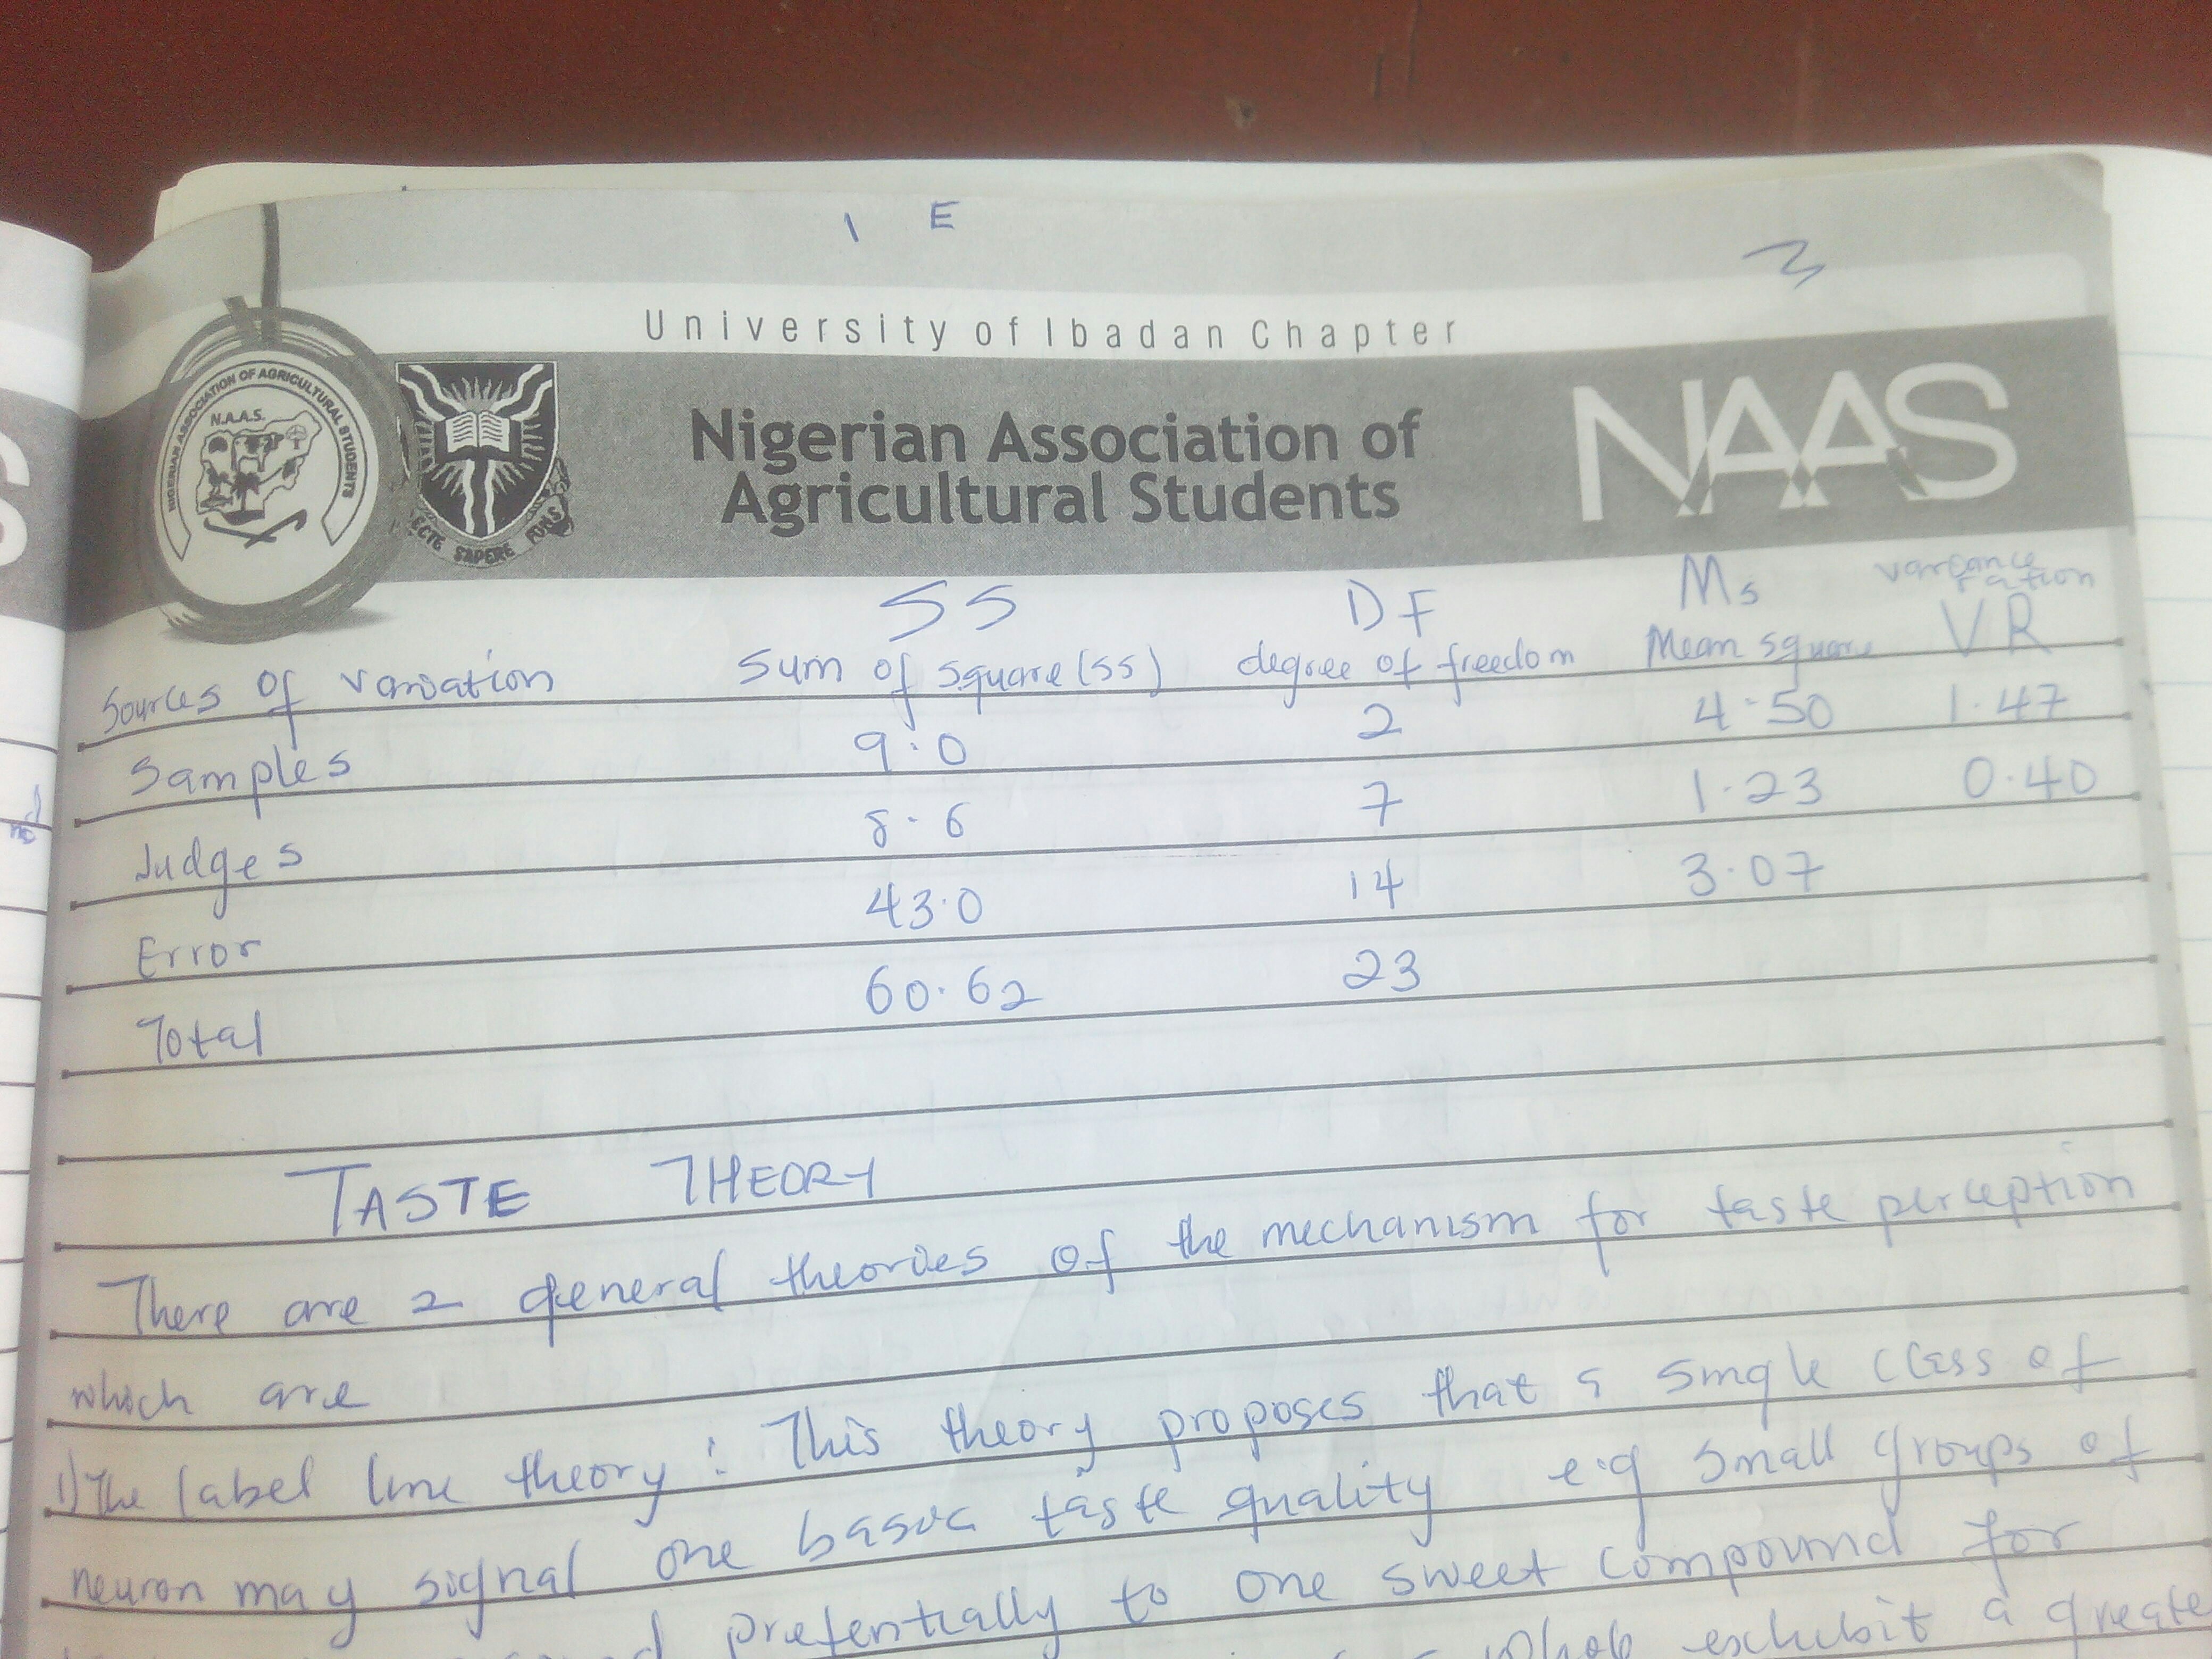 1 E
3
University of Ibadan Chapter
NIGERIAN ASSOCIATION OF AGRICULTURAL STUDENTS
N.A.A.S.
RECTE SAPERE FONS
Nigerian Association of
Agricultural Students
NAAS
SS DF Ms variance ration
Sources of variation Sum of square (SS) degree of freedom Mean square VR
Samples 9.0 2 4.50 1.47
Judges 8.6 7 1.23 0.40
Error 43.0 14 3.07
Total 60.62 23
TASTE THEORY
There are 2 general theories of the mechanism for taste perception
which are
1) The label line theory : This theory proposes that a single class of
neuron may signal one basic taste quality e.g small groups of
prefentially to one sweet compound for
exhibit a greate